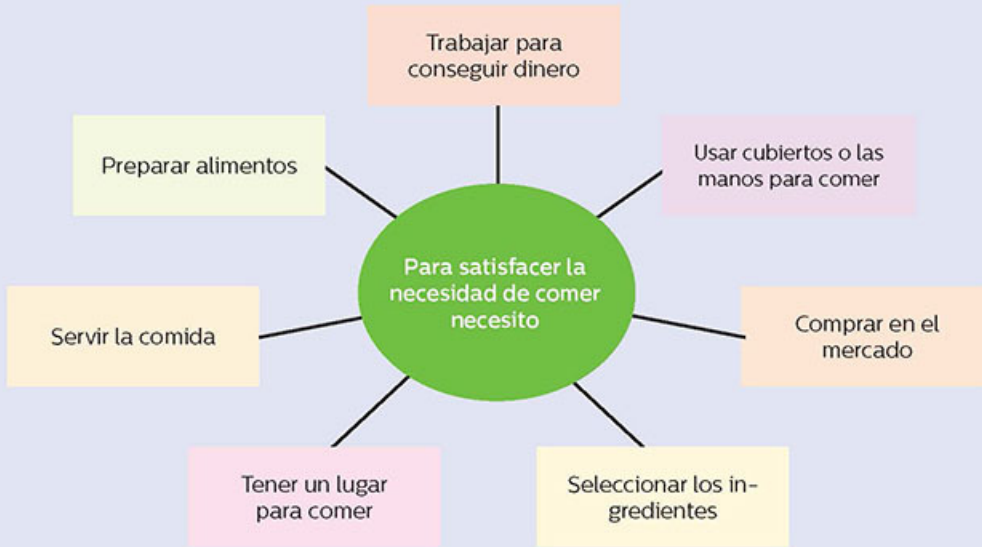 Trabajar para
conseguir dinero
Preparar alimentos
Usar cubiertos o las
manos para comer
Para satisfacer la
necesidad de comer
necesito
Servir la comida
Comprar en el
mercado
Tener un lugar
para comer
Seleccionar los in-
gredientes